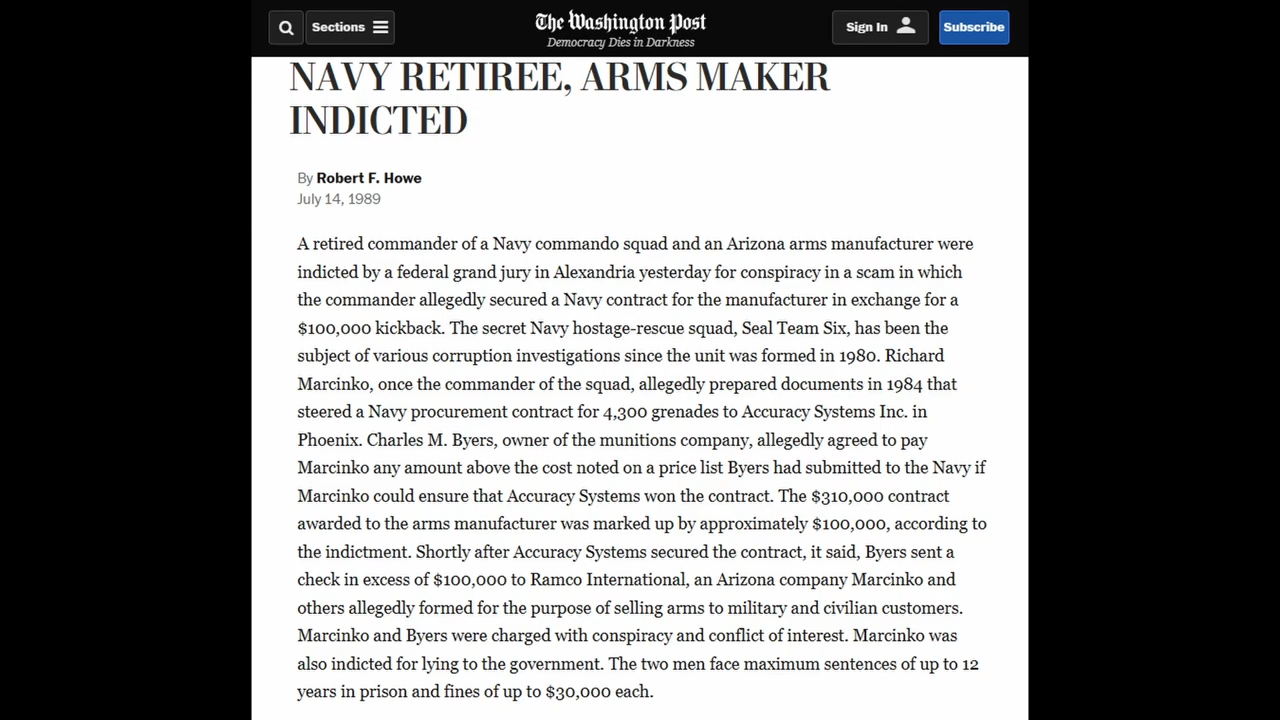 Sections
The Washington Post
Democracy Dies in Darkness
Sign In
Subscribe
NAVY RETIREE, ARMS MAKER
INDICTED
By Robert F. Howe
July 14, 1989
A retired commander of a Navy commando squad and an Arizona arms manufacturer were
indicted by a federal grand jury in Alexandria yesterday for conspiracy in a scam in which
the commander allegedly secured a Navy contract for the manufacturer in exchange for a
$100,000 kickback. The secret Navy hostage-rescue squad, Seal Team Six, has been the
subject of various corruption investigations since the unit was formed in 1980. Richard
Marcinko, once the commander of the squad, allegedly prepared documents in 1984 that
steered a Navy procurement contract for 4,300 grenades to Accuracy Systems Inc. in
Phoenix. Charles M. Byers, owner of the munitions company, allegedly agreed to pay
Marcinko any amount above the cost noted on a price list Byers had submitted to the Navy if
Marcinko could ensure that Accuracy Systems won the contract. The $310,000 contract
awarded to the arms manufacturer was marked up by approximately $100,000, according to
the indictment. Shortly after Accuracy Systems secured the contract, it said, Byers sent a
check in excess of $100,000 to Ramco International, an Arizona company Marcinko and
others allegedly formed for the purpose of selling arms to military and civilian customers.
Marcinko and Byers were charged with conspiracy and conflict of interest. Marcinko was
also indicted for lying to the government. The two men face maximum sentences of up to 12
years in prison and fines of up to $30,000 each.